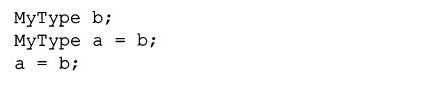 MyType b;
MyType a = b;
a = b;